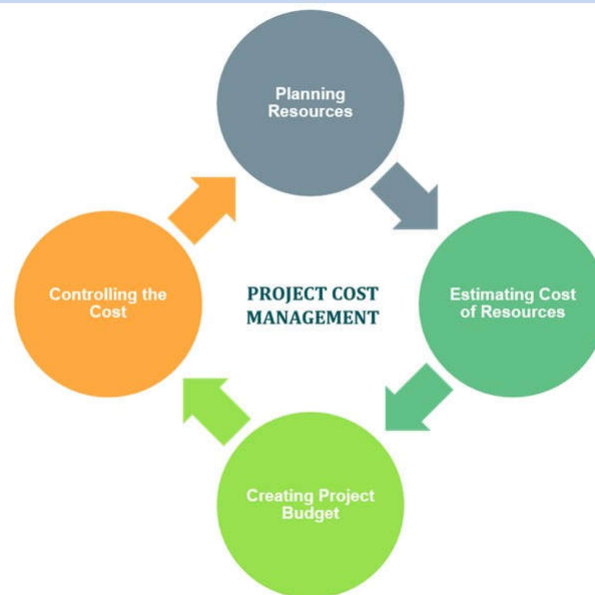 Planning
Resources
Estimating Cost
of Resources
Creating Project
Budget
Controlling the
Cost
PROJECT COST
MANAGEMENT